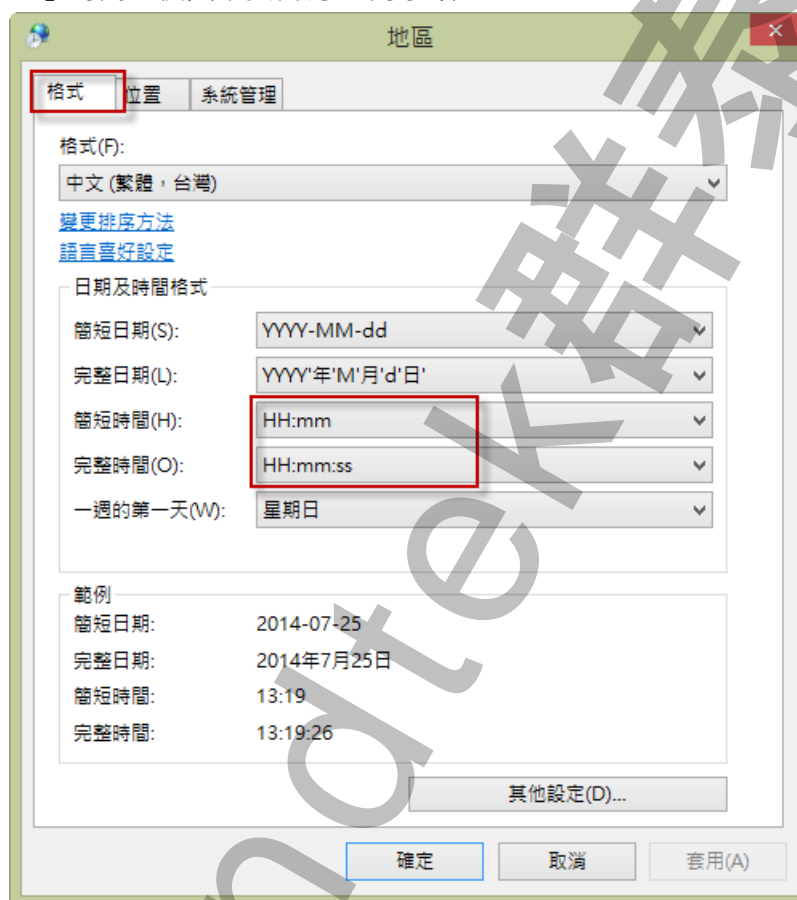 地區
格式
位置
系統管理
格式(F):
中文 (繁體，台灣)
變更排序方法
語言喜好設定
日期及時間格式
簡短日期(S): YYYY-MM-dd
完整日期(L): YYYY'年'M'月'd'日'
簡短時間(H): HH:mm
完整時間(O): HH:mm:ss
一週的第一天(W): 星期日
範例
簡短日期: 2014-07-25
完整日期: 2014年7月25日
簡短時間: 13:19
完整時間: 13:19:26
其他設定(D)...
確定 取消 套用(A)